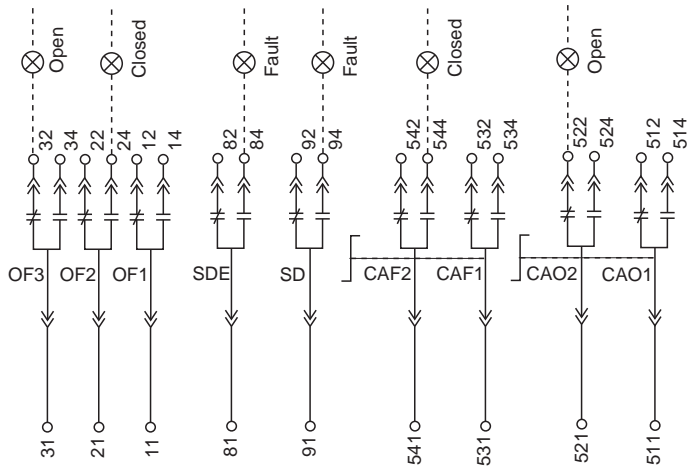 Open
Closed
Fault
Fault
Closed
Open
32
34
22
24
12
14
82
84
92
94
542
544
532
534
522
524
512
514
OF3
OF2
OF1
SDE
SD
CAF2
CAF1
CAO2
CAO1
31
21
11
81
91
541
531
521
511